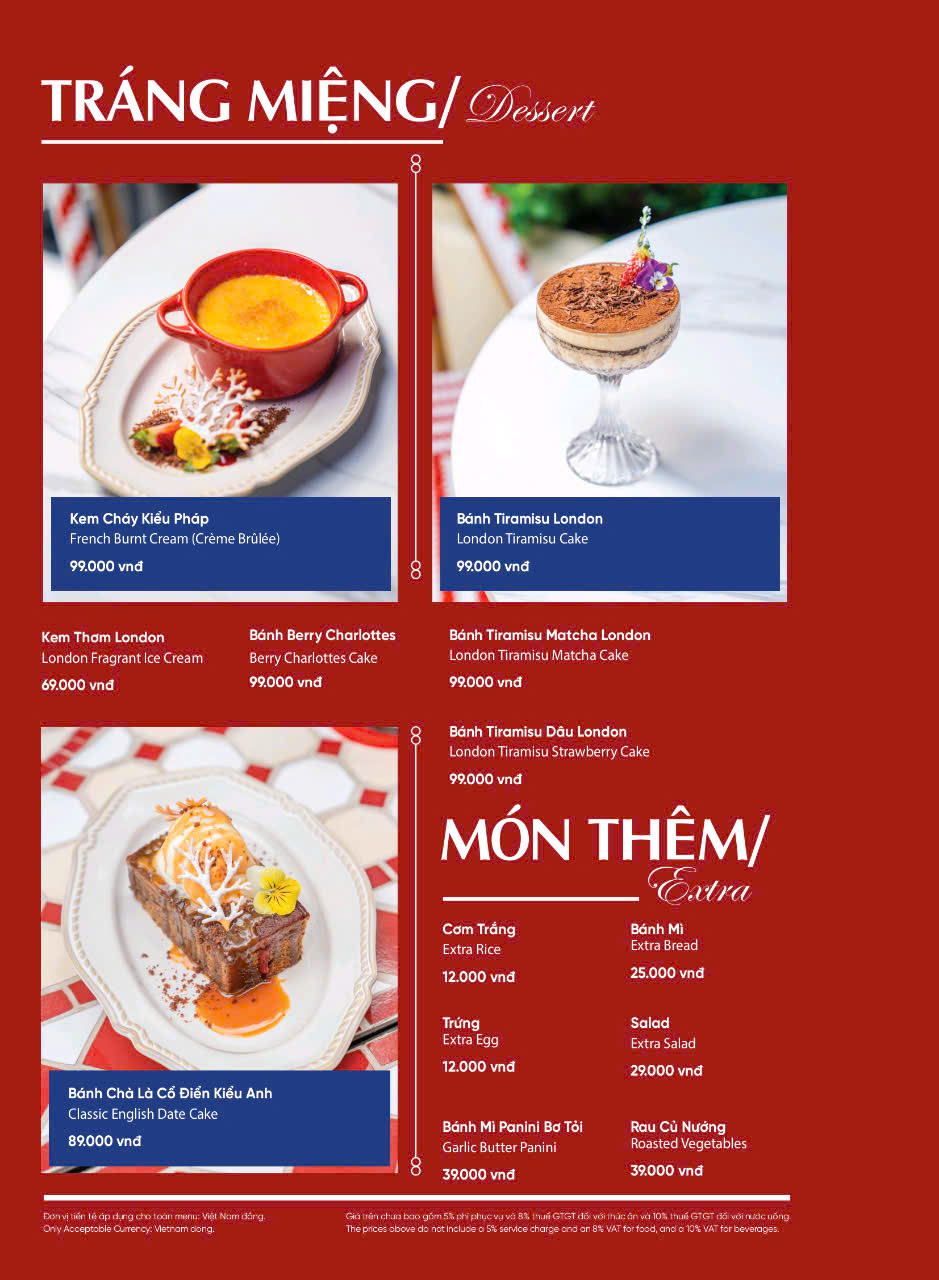 TRÁNG MIỆNG/ Dessert
Kem Cháy Kiểu Pháp
French Burnt Cream (Crème Brûlée)
99.000 vnđ
Bánh Tiramisu London
London Tiramisu Cake
99.000 vnđ
Kem Thơm London
London Fragrant Ice Cream
69.000 vnđ
Bánh Berry Charlottes
Berry Charlottes Cake
99.000 vnđ
Bánh Tiramisu Matcha London
London Tiramisu Matcha Cake
99.000 vnđ
Bánh Tiramisu Dâu London
London Tiramisu Strawberry Cake
99.000 vnđ
Bánh Chà Là Cổ Điển Kiểu Anh
Classic English Date Cake
89.000 vnđ
MÓN THÊM/
Extra
Cơm Trắng
Extra Rice
12.000 vnđ
Bánh Mì
Extra Bread
25.000 vnđ
Trứng
Extra Egg
12.000 vnđ
Salad
Extra Salad
29.000 vnđ
Bánh Mì Panini Bơ Tỏi
Garlic Butter Panini
39.000 vnđ
Rau Củ Nướng
Roasted Vegetables
39.000 vnđ
Đơn vị tiền tệ áp dụng cho toàn menu: Việt Nam đồng.
Only Acceptable Currency: Vietnam dong.
Giá trên chưa bao gồm 5% phí phục vụ và 8% thuế GTGT đối với thức ăn và 10% thuế GTGT đối với nước uống.
The prices above do not include a 5% service charge and an 8% VAT for food, and a 10% VAT for beverages.